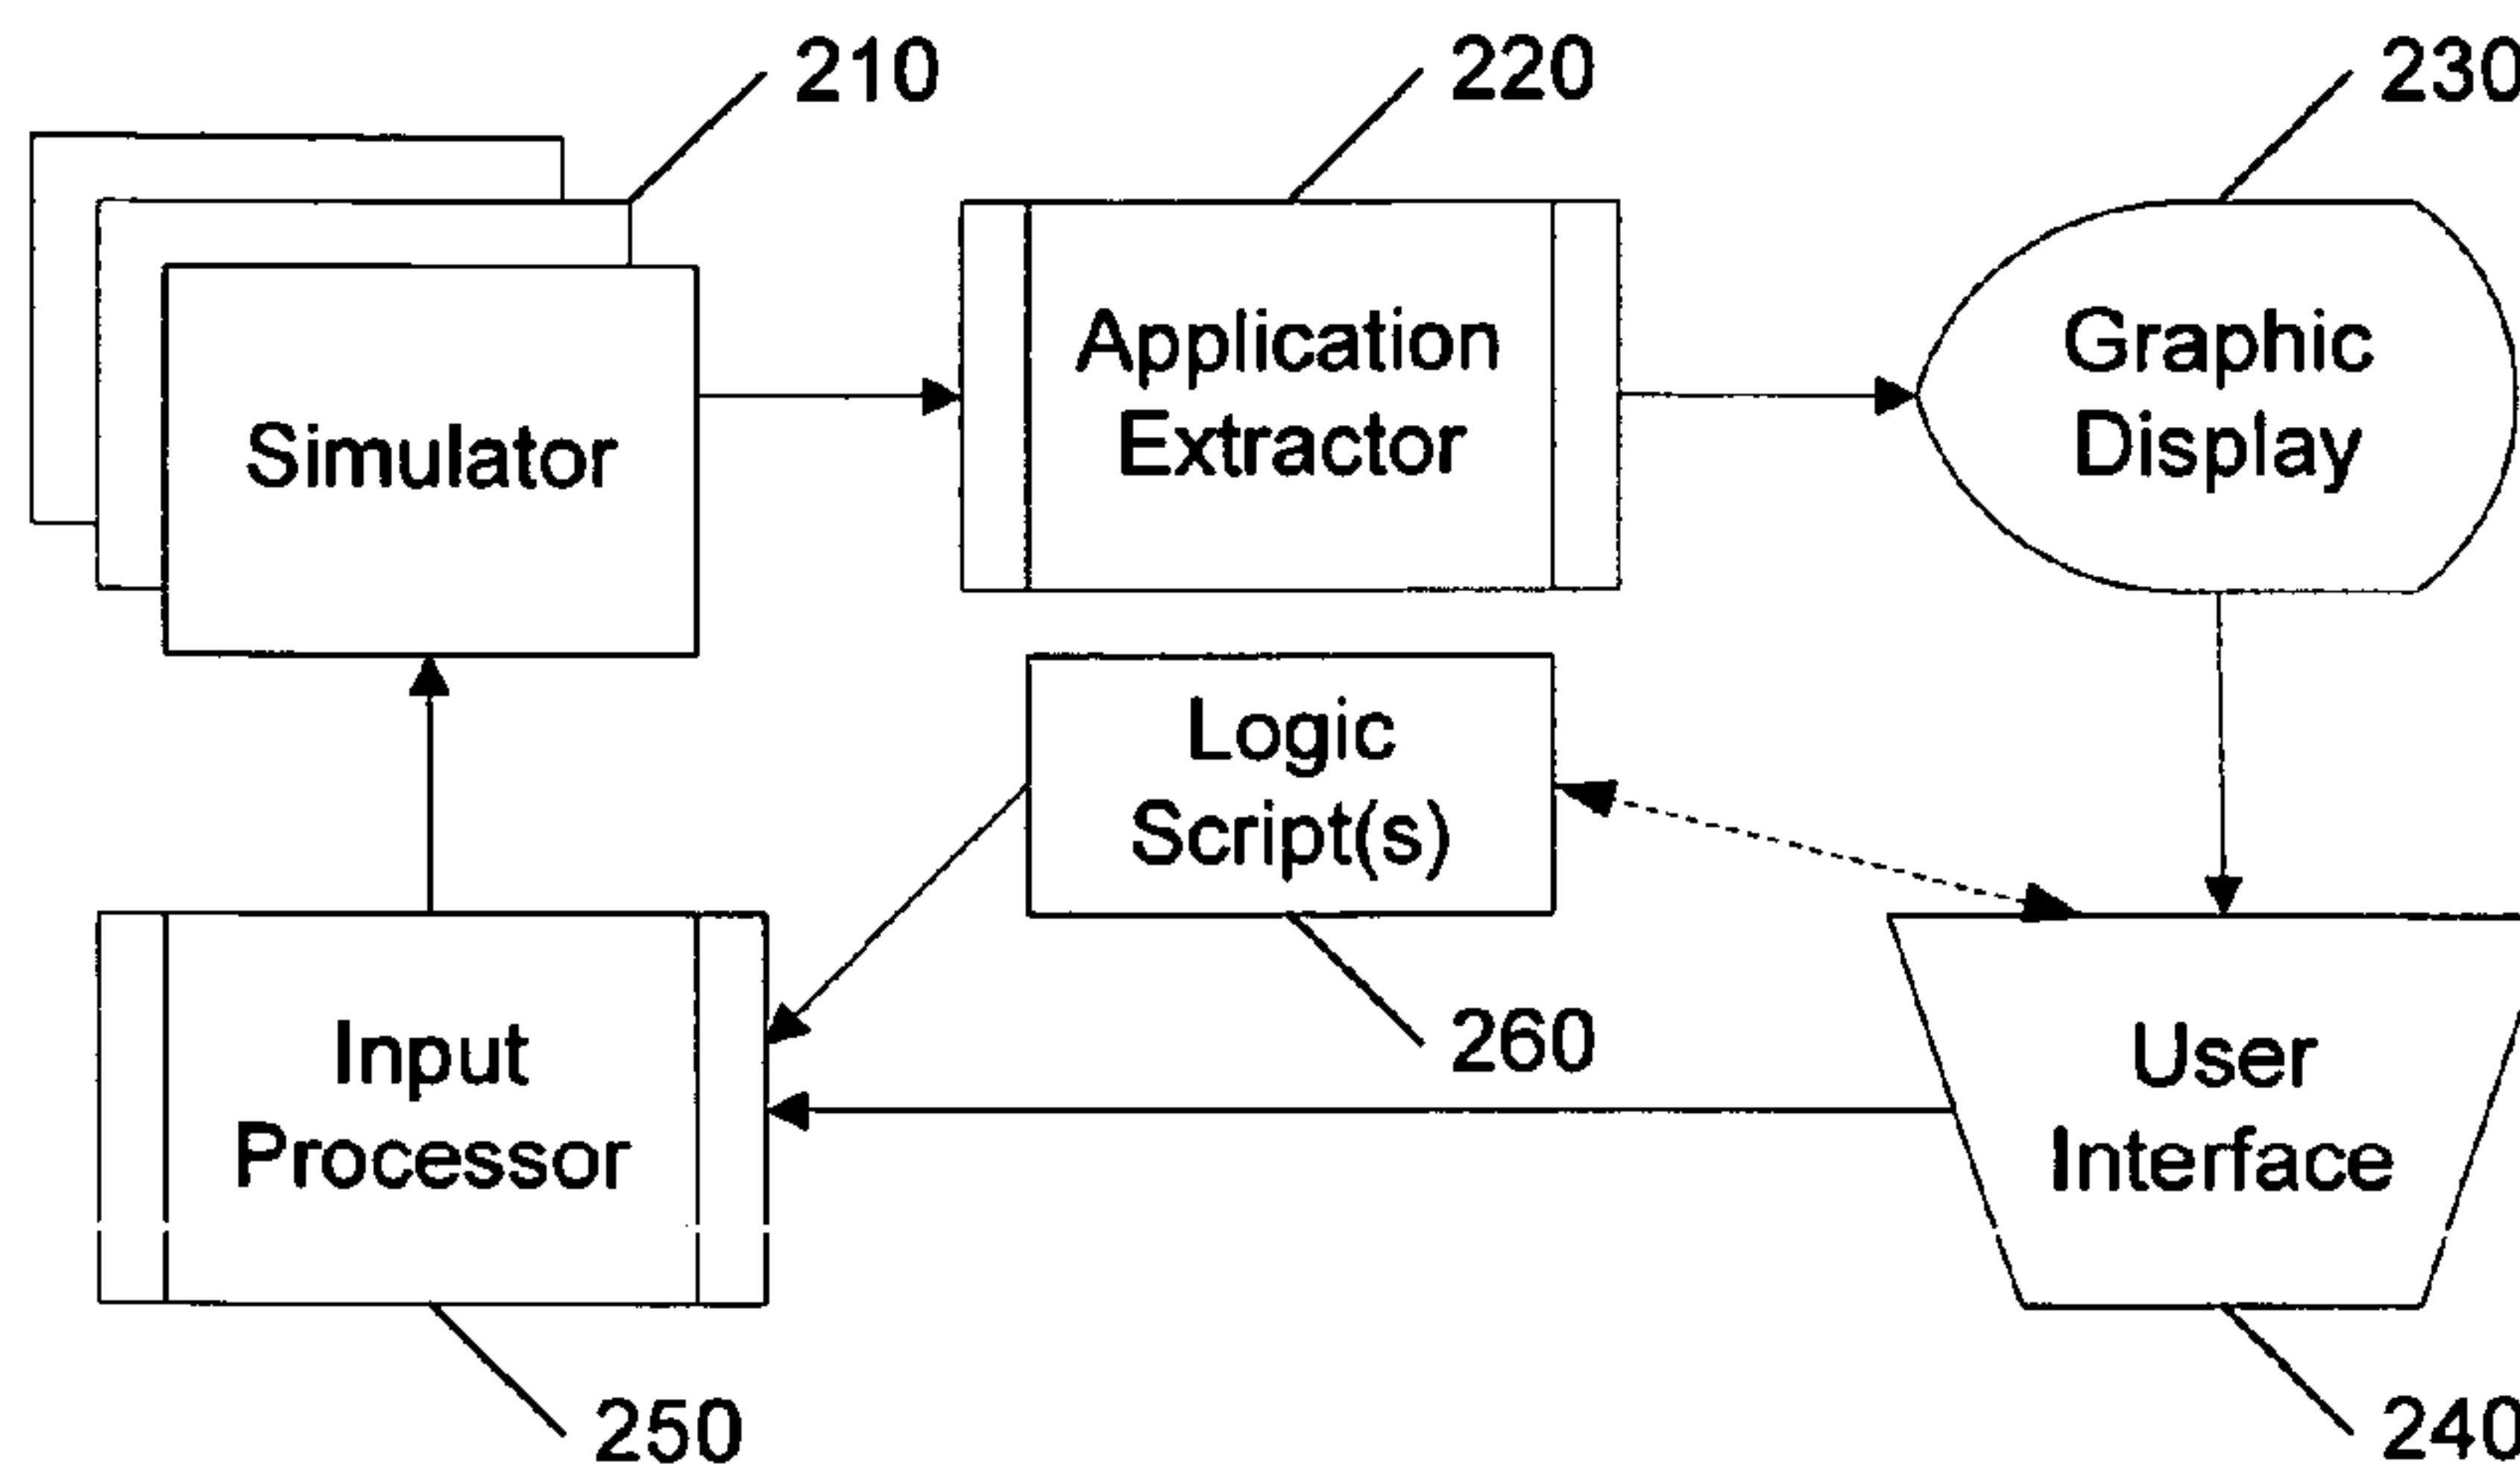 210
220
230
Simulator
Application
Extractor
Graphic
Display
Logic
Script(s)
260
Input
Processor
User
Interface
250
240